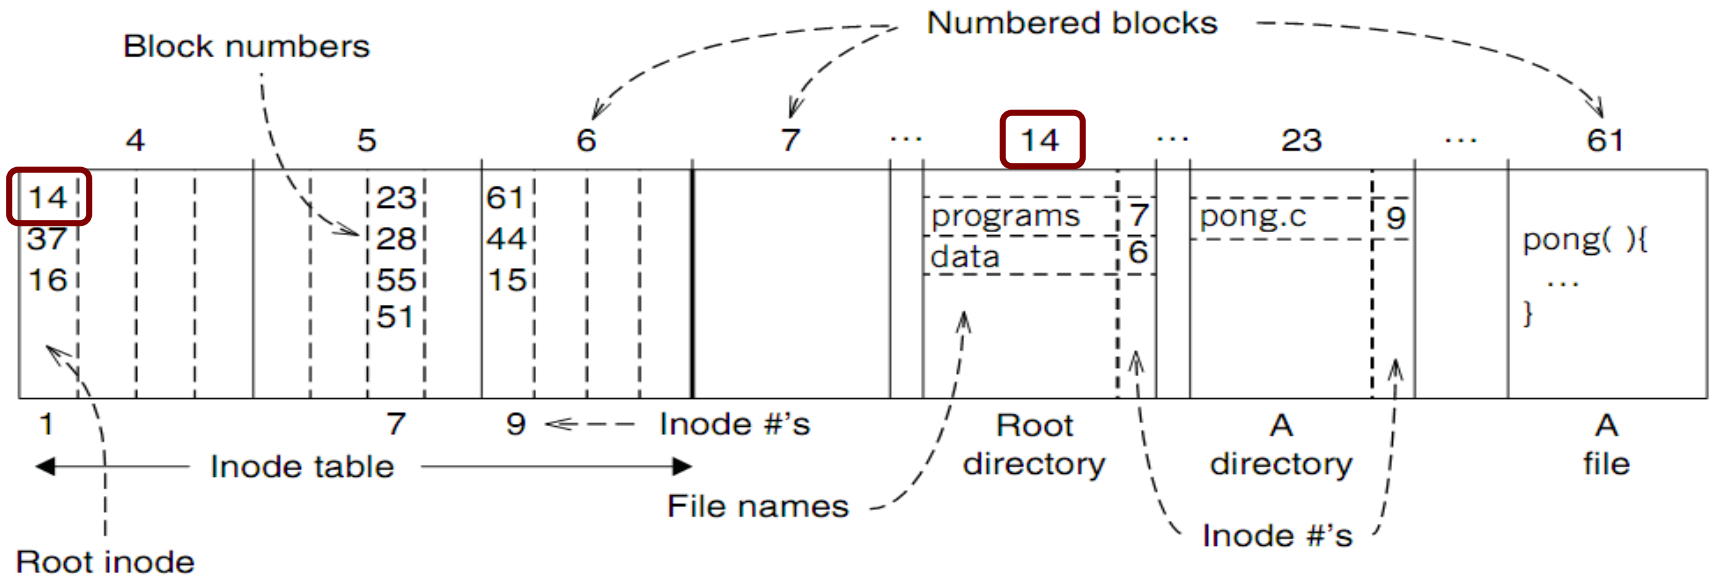 Numbered blocks
Block numbers
4 5 6 7 ... 14 ... 23 ... 61
14 23 61
programs 7 pong.c 9
37 28 44 pong( ){
data 6
16 55 15 ...
51 }
1 7 9 Inode #'s Root A A
Inode table directory directory file
File names Inode #'s
Root inode